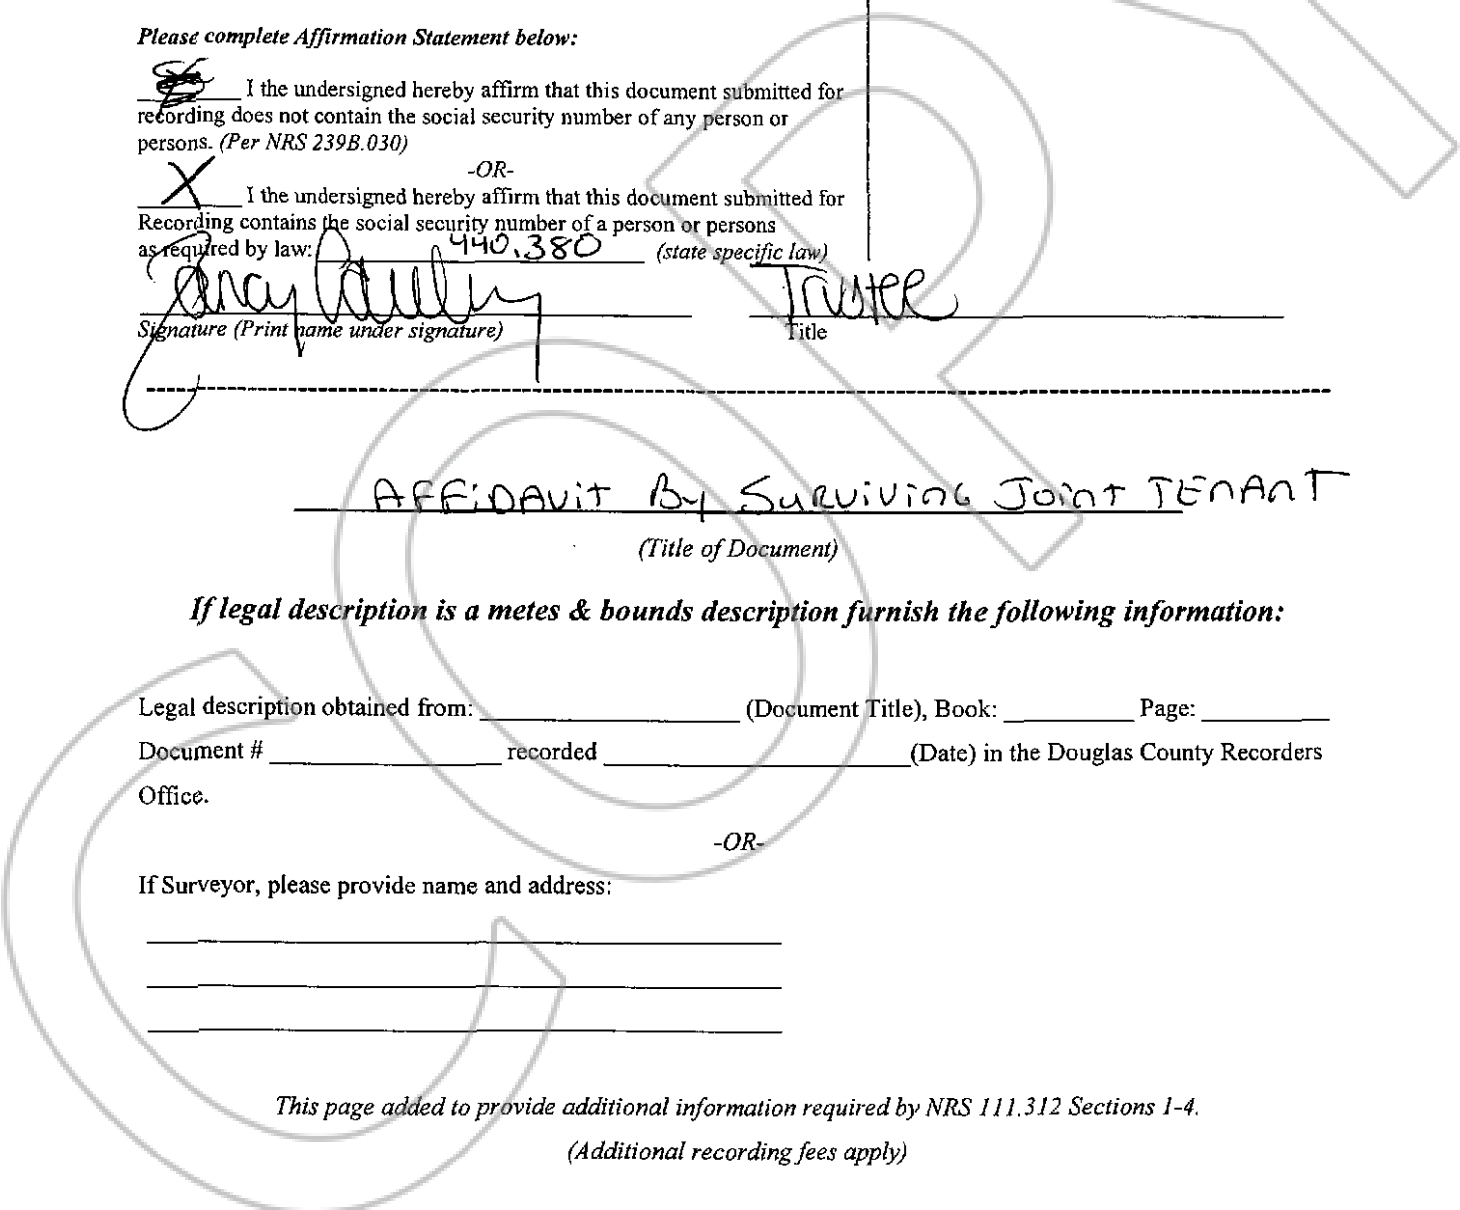 Please complete Affirmation Statement below:
I the undersigned hereby affirm that this document submitted for
recording does not contain the social security number of any person or
persons. (Per NRS 239B.030)
-OR-
X I the undersigned hereby affirm that this document submitted for
Recording contains the social security number of a person or persons
as required by law: 440.380 (state specific law)
Trustee
Signature (Print name under signature) Title
AFFiDAViT By SURViViNG JOiNT TENANT
(Title of Document)
If legal description is a metes & bounds description furnish the following information:
Legal description obtained from: (Document Title), Book: Page:
Document # recorded (Date) in the Douglas County Recorders
Office.
-OR-
If Surveyor, please provide name and address:
This page added to provide additional information required by NRS 111.312 Sections 1-4.
(Additional recording fees apply)
COPY